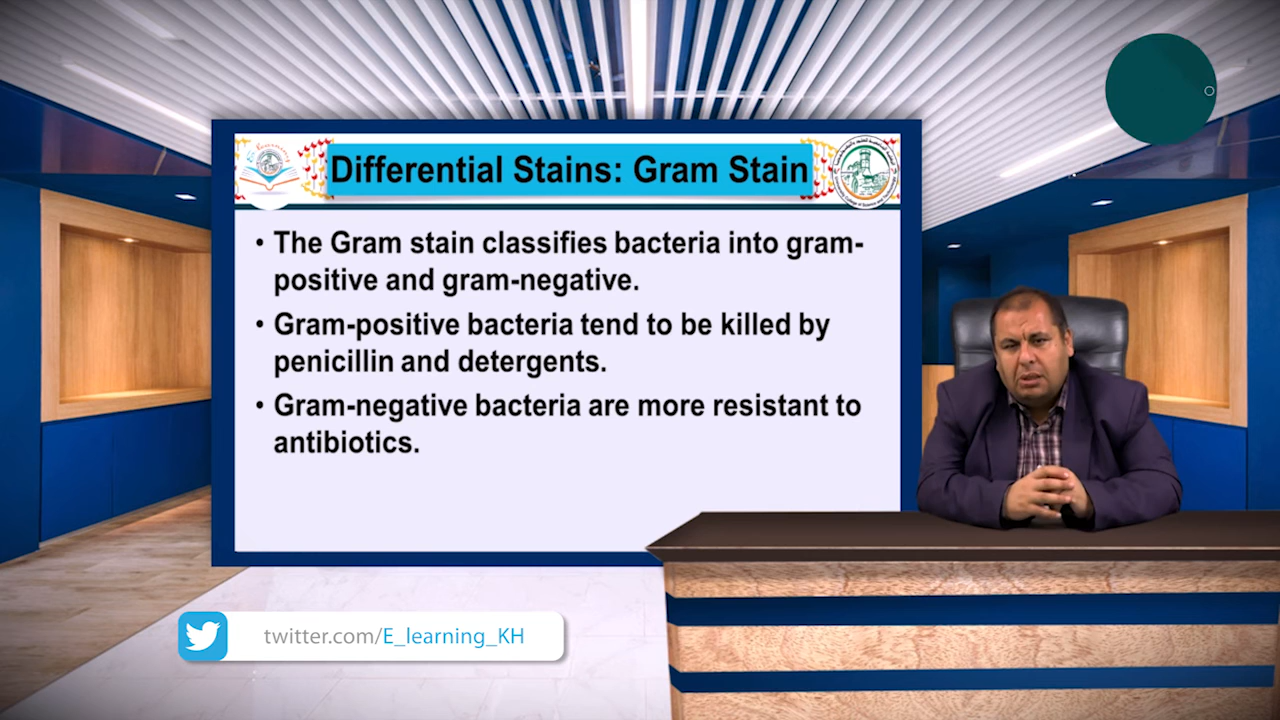 Differential Stains: Gram Stain
• The Gram stain classifies bacteria into gram-
positive and gram-negative.
• Gram-positive bacteria tend to be killed by
penicillin and detergents.
• Gram-negative bacteria are more resistant to
antibiotics.
twitter.com/E_learning_KH